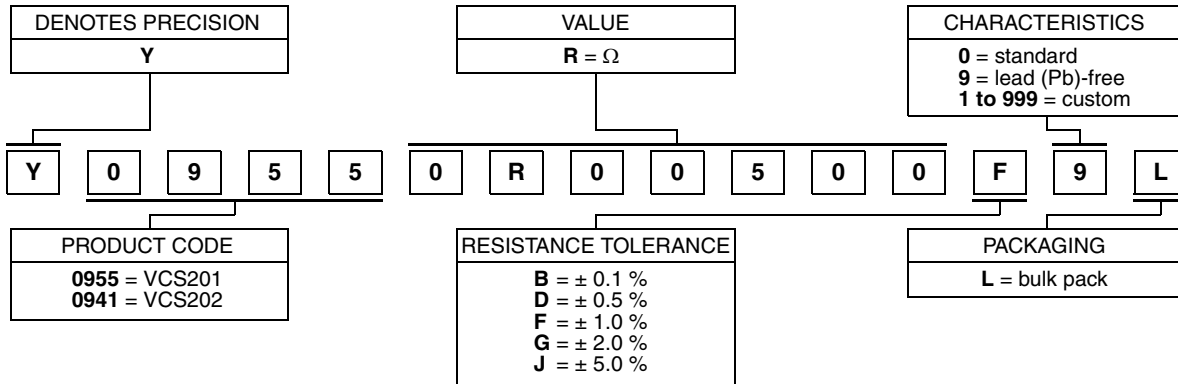 DENOTES PRECISION
Y
VALUE
R = Ω
CHARACTERISTICS
0 = standard
9 = lead (Pb)-free
1 to 999 = custom
Y 0 9 5 5 0 R 0 0 5 0 0 F 9 L
PRODUCT CODE
0955 = VCS201
0941 = VCS202
RESISTANCE TOLERANCE
B = ± 0.1 %
D = ± 0.5 %
F = ± 1.0 %
G = ± 2.0 %
J = ± 5.0 %
PACKAGING
L = bulk pack